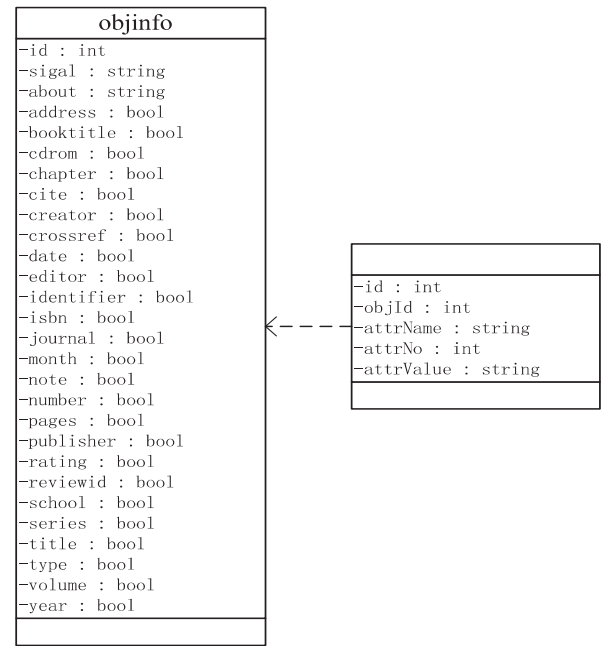 objinfo
-id : int
-sigal : string
-about : string
-address : bool
-booktitle : bool
-cdrom : bool
-chapter : bool
-cite : bool
-creator : bool
-crossref : bool
-date : bool
-editor : bool
-identifier : bool
-isbn : bool
-journal : bool
-month : bool
-note : bool
-number : bool
-pages : bool
-publisher : bool
-rating : bool
-reviewid : bool
-school : bool
-series : bool
-title : bool
-type : bool
-volume : bool
-year : bool
-id : int
-objId : int
-attrName : string
-attrNo : int
-attrValue : string